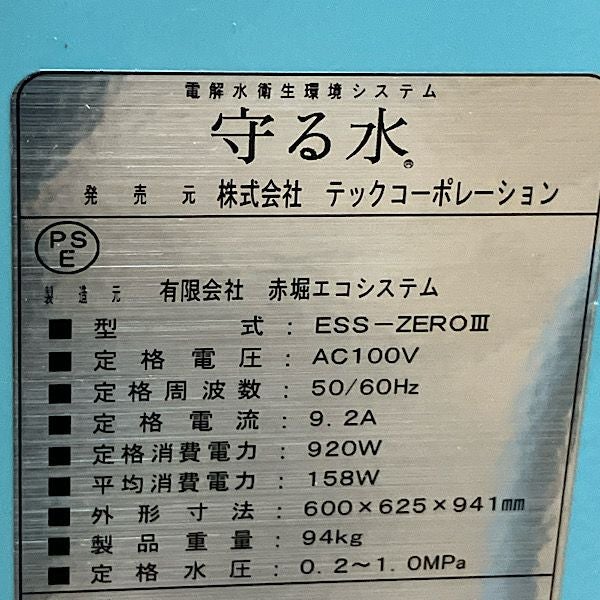 電解水衛生環境システム
守る水®
発売元 株式会社 テックコーポレーション
PS
E
製造元 有限会社 赤堀エコシステム
■ 型式 : ESS-ZEROⅢ
■ 定格電圧 : AC100V
■ 定格周波数 : 50/60Hz
■ 定格電流 : 9.2A
■ 定格消費電力 : 920W
■ 平均消費電力 : 158W
■ 外形寸法 : 600×625×941mm
■ 製品重量 : 94kg
■ 定格水圧 : 0.2～1.0MPa